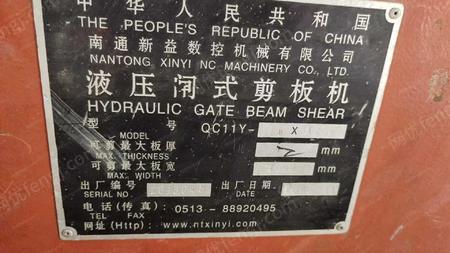 中华人民共和国
THE PEOPLE'S REPUBLIC OF CHINA
南通新益数控机械有限公司
NANTONG XINYI NC MACHINERY CO., LTD.
液压闸式剪板机
HYDRAULIC GATE BEAM SHEAR
型 号 QC11Y- X
MODEL
可剪最大板厚 mm
MAX. THICKNESS
可剪最大板宽 mm
MAX. WIDTH
出厂编号 出厂日期
SERIAL NO. DATE
电话(传真) 0513-88920495
TEL FAX
网址(Http): www.ntxinyi.com